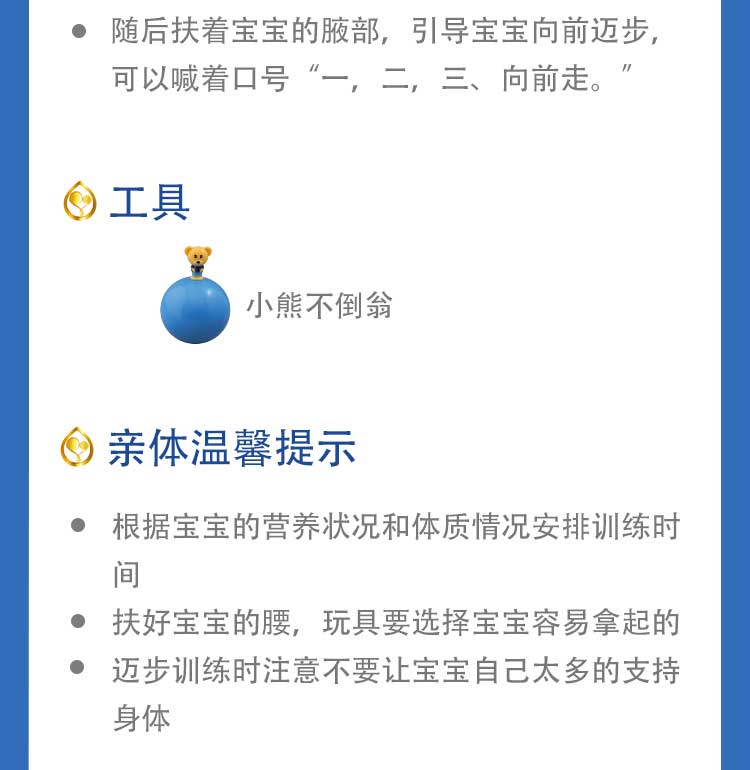 随后扶着宝宝的腋部，引导宝宝向前迈步，
可以喊着口号“一，二，三、向前走。”
工具
小熊不倒翁
亲体温馨提示
根据宝宝的营养状况和体质情况安排训练时
间
扶好宝宝的腰，玩具要选择宝宝容易拿起的
迈步训练时注意不要让宝宝自己太多的支持
身体